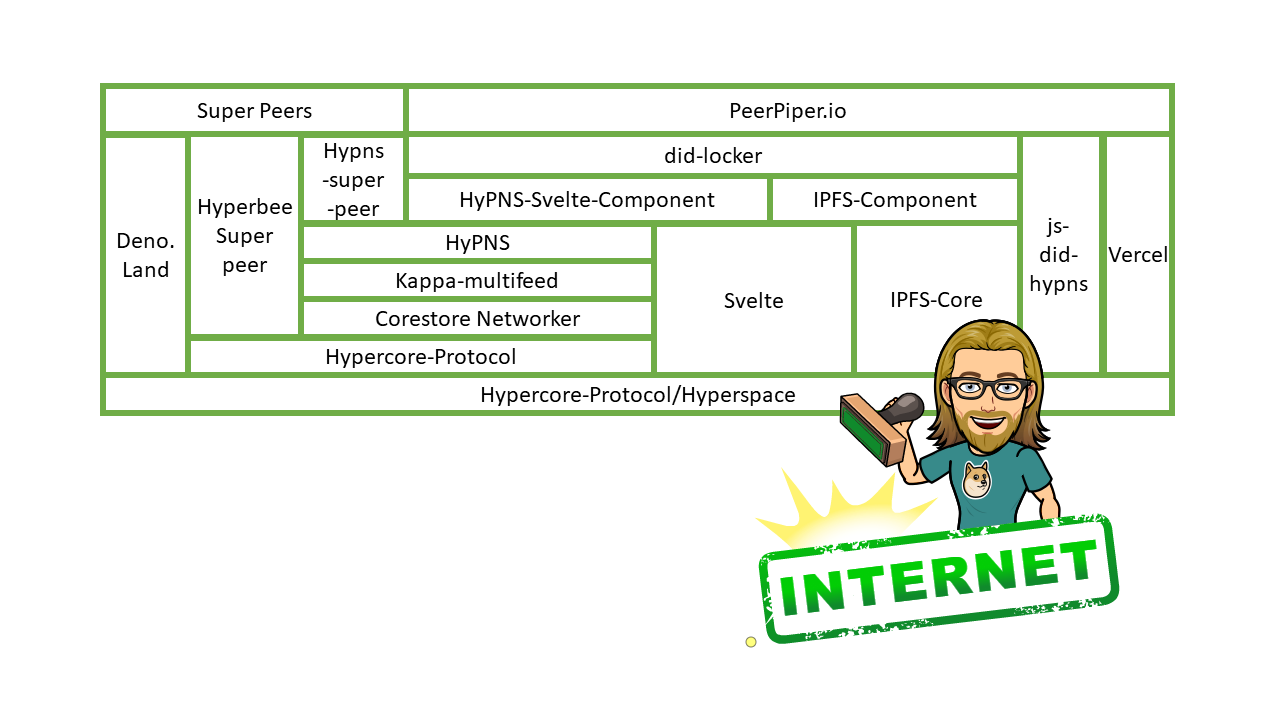 Super Peers
PeerPiper.io
Deno.
Land
Hyperbee
Super
peer
Hypns
-super
-peer
did-locker
HyPNS-Svelte-Component
IPFS-Component
HyPNS
Kappa-multifeed
Corestore Networker
Hypercore-Protocol
Svelte
IPFS-Core
js-
did-
hypns
Vercel
Hypercore-Protocol/Hyperspace
INTERNET